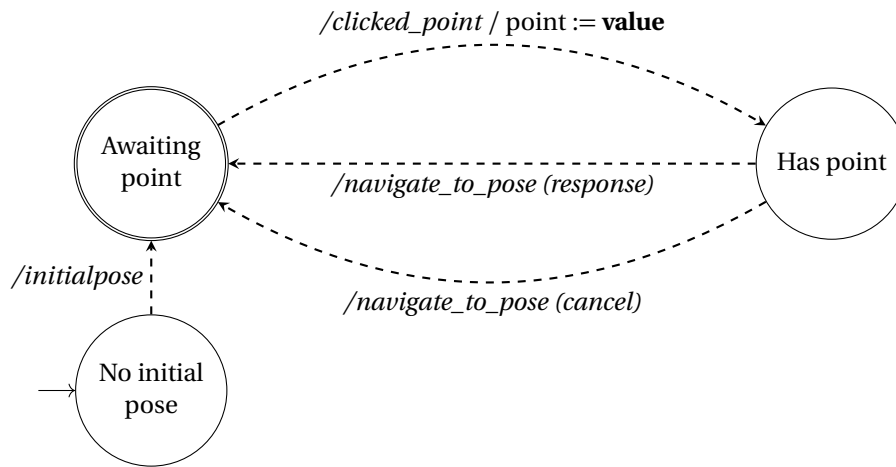 /clicked_point / point := value
Awaiting
point
Has point
/navigate_to_pose (response)
/initialpose
/navigate_to_pose (cancel)
No initial
pose